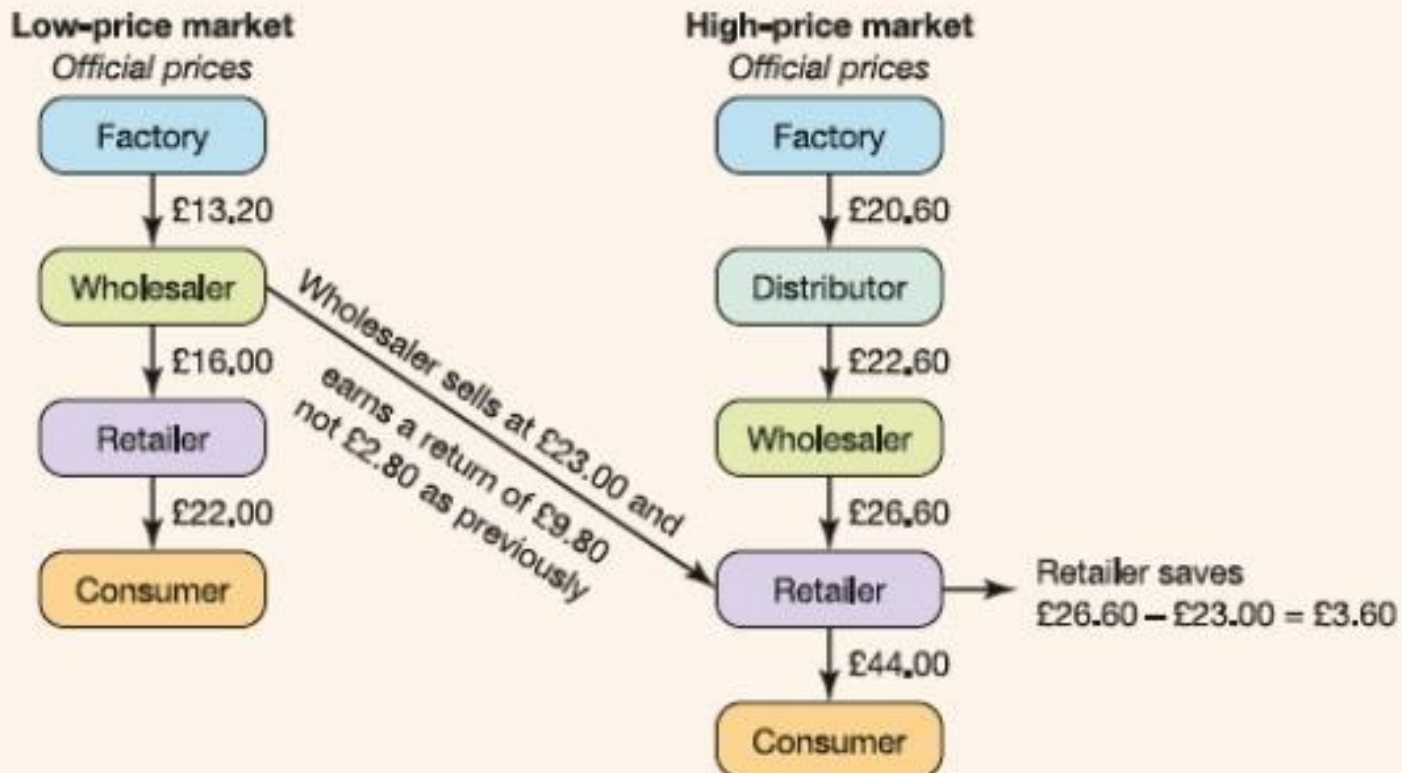 Low-price market
Official prices
Factory
£13.20
Wholesaler
£16.00
Retailer
£22.00
Consumer
Wholesaler sells at £23.00 and
earns a return of £9.80
not £2.80 as previously
High-price market
Official prices
Factory
£20.60
Distributor
£22.60
Wholesaler
£26.60
Retailer
£44.00
Consumer
Retailer saves
£26.60 – £23.00 = £3.60